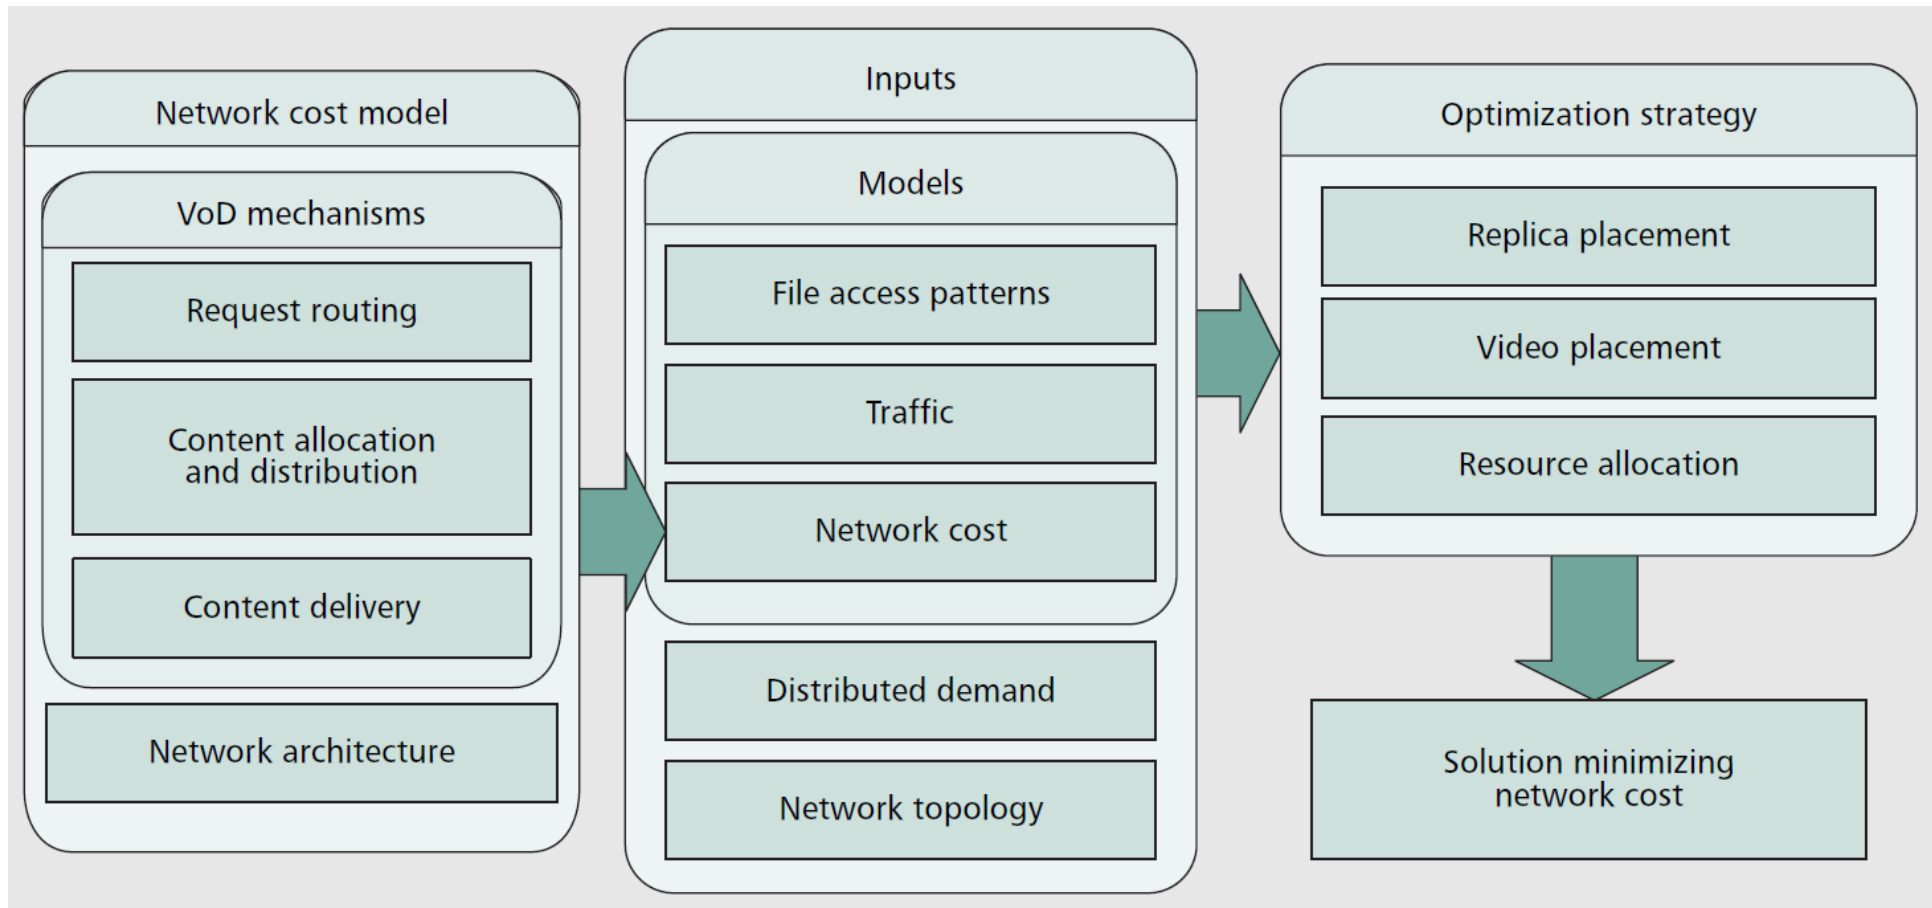 Network cost model
VoD mechanisms
Request routing
Content allocation
and distribution
Content delivery
Network architecture
Inputs
Models
File access patterns
Traffic
Network cost
Distributed demand
Network topology
Optimization strategy
Replica placement
Video placement
Resource allocation
Solution minimizing
network cost